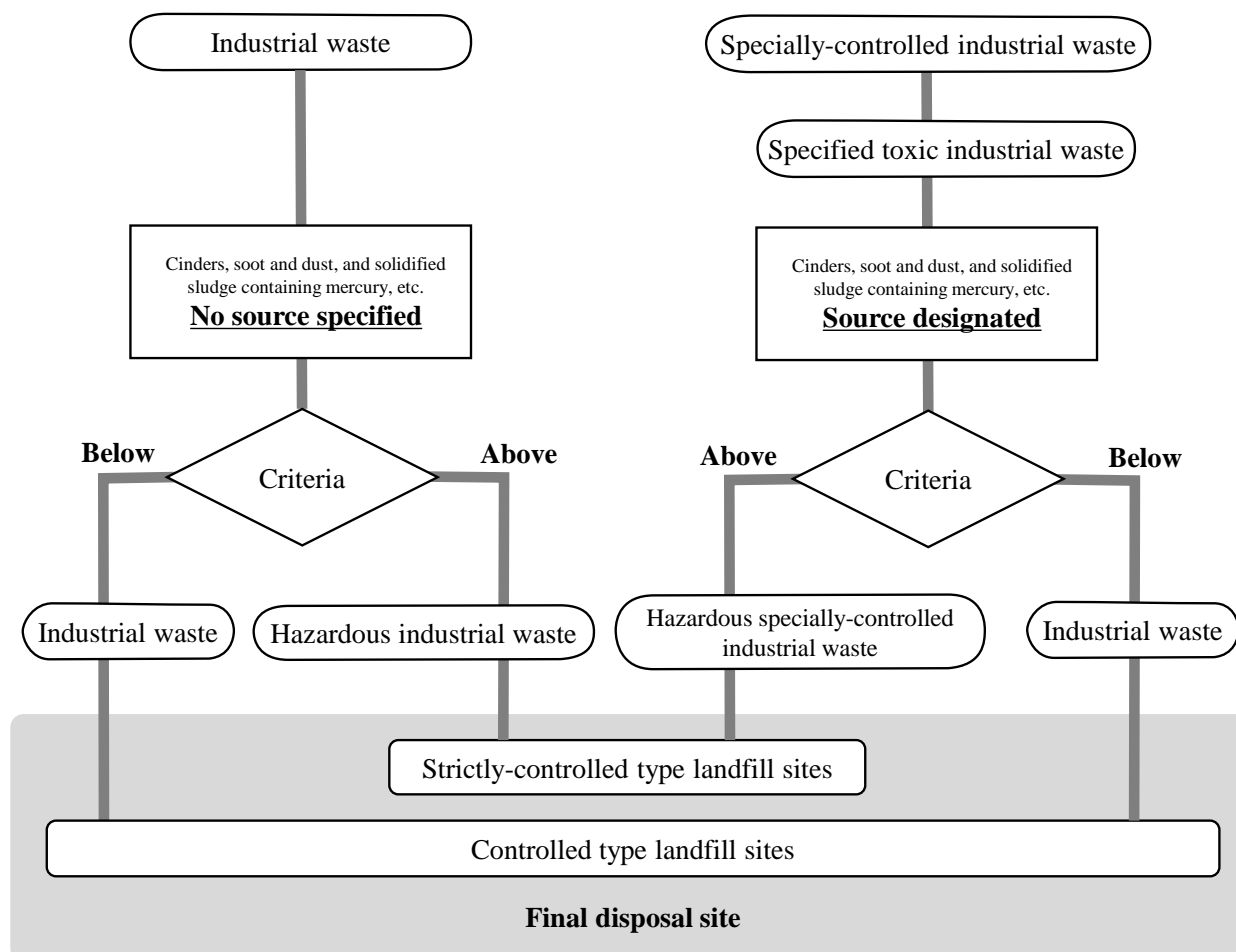 Industrial waste
Specially-controlled industrial waste
Specified toxic industrial waste
Cinders, soot and dust, and solidified
sludge containing mercury, etc.
No source specified
Cinders, soot and dust, and solidified
sludge containing mercury, etc.
Source designated
Below
Criteria
Above
Above
Criteria
Below
Industrial waste
Hazardous industrial waste
Hazardous specially-controlled
industrial waste
Industrial waste
Strictly-controlled type landfill sites
Controlled type landfill sites
Final disposal site